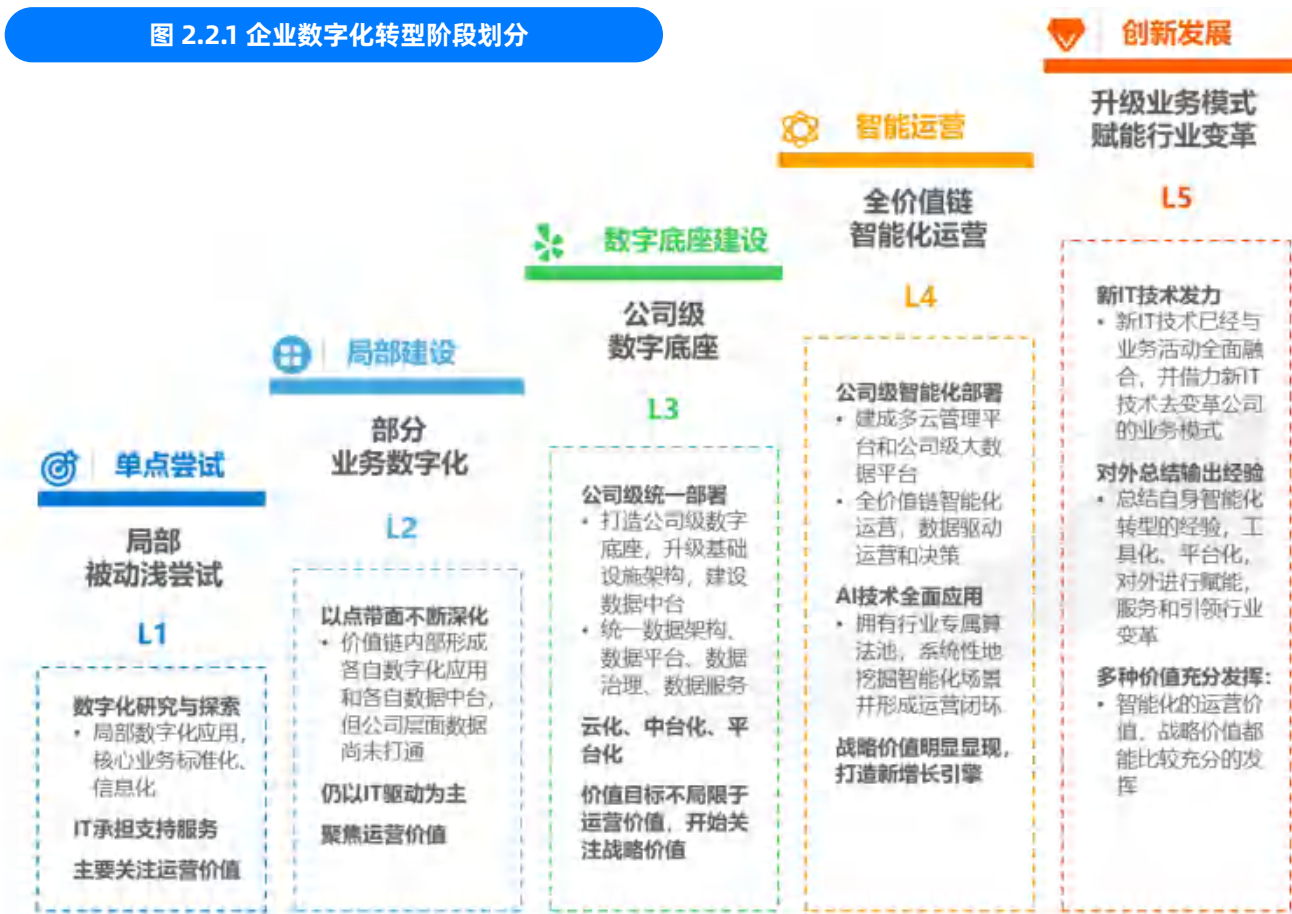 图 2.2.1 企业数字化转型阶段划分
单点尝试
局部
被动浅尝试
L1
数字化研究与探索
• 局部数字化应用,
核心业务标准化、
信息化
IT承担支持服务
主要关注运营价值
局部建设
部分
业务数字化
L2
以点带面不断深化
• 价值链内部形成
各自数字化应用
和各自数据中台,
但公司层面数据
尚未打通
仍以IT驱动为主
聚焦运营价值
数字底座建设
公司级
数字底座
L3
公司级统一部署
• 打造公司级数字
底座，升级基础
设施架构，建设
数据中台
• 统一数据架构、
数据平台、数据
治理、数据服务
云化、中台化、平
台化
价值目标不局限于
运营价值，开始关
注战略价值
智能运营
全价值链
智能化运营
L4
公司级智能化部署
• 建成多云管理平
台和公司级大数
据平台
• 全价值链智能化
运营，数据驱动
运营和决策
AI技术全面应用
• 拥有行业专属算
法池，系统性地
挖掘智能化场景
并形成运营闭环
战略价值明显显现，
打造新增长引擎
创新发展
升级业务模式
赋能行业变革
L5
新IT技术发力
• 新IT技术已经与
业务活动全面融
合，并借力新IT
技术去变革公司
的业务模式
对外总结输出经验
• 总结自身智能化
转型的经验，工
具化、平台化，
对外进行赋能，
服务和引领行业
变革
多种价值充分发挥:
• 智能化的运营价
值、战略价值都
能比较充分的发
挥